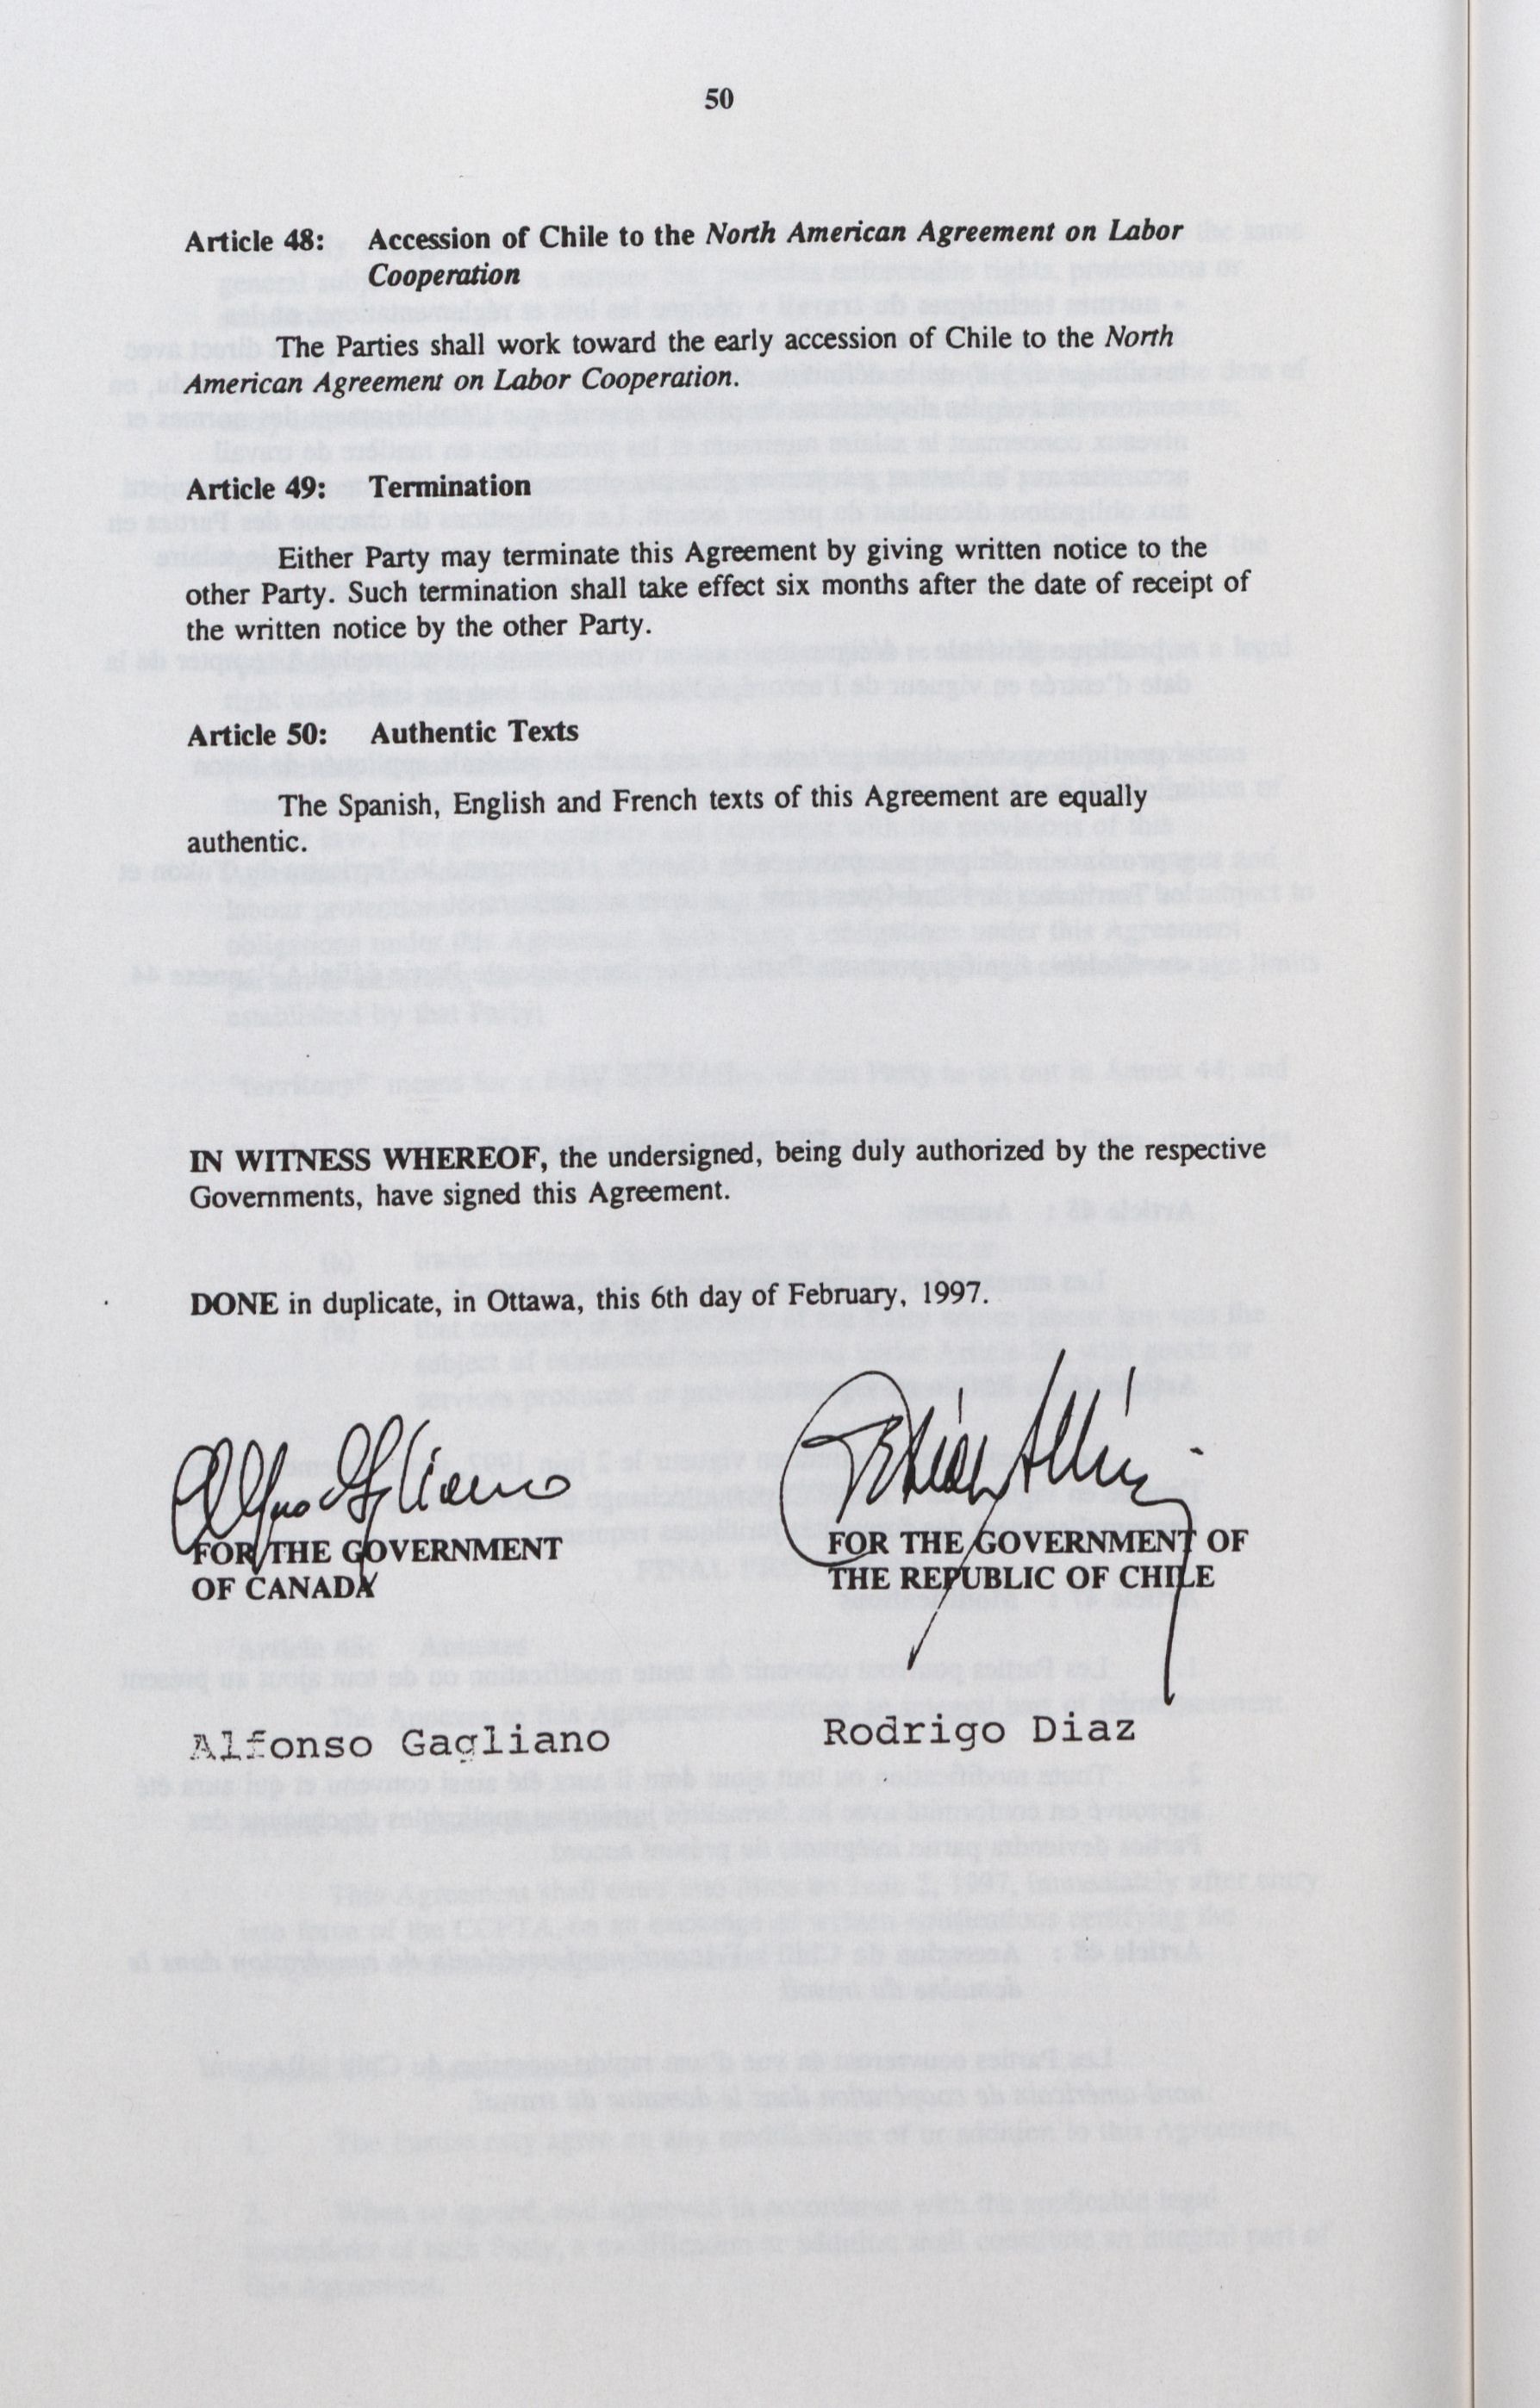 50
Article 48: Accession of Chile to the North American Agreement on Labor
Cooperation
The Parties shall work toward the early accession of Chile to the North
American Agreement on Labor Cooperation.
Article 49: Termination
Either Party may terminate this Agreement by giving written notice to the
other Party. Such termination shall take effect six months after the date of receipt of
the written notice by the other Party.
Article 50: Authentic Texts
The Spanish, English and French texts of this Agreement are equally
authentic.
IN WITNESS WHEREOF, the undersigned, being duly authorized by the respective
Governments, have signed this Agreement.
DONE in duplicate, in Ottawa, this 6th day of February, 1997.
FOR THE GOVERNMENT
OF CANADA
Alfonso Gagliano
FOR THE GOVERNMENT OF
THE REPUBLIC OF CHILE
Rodrigo Diaz